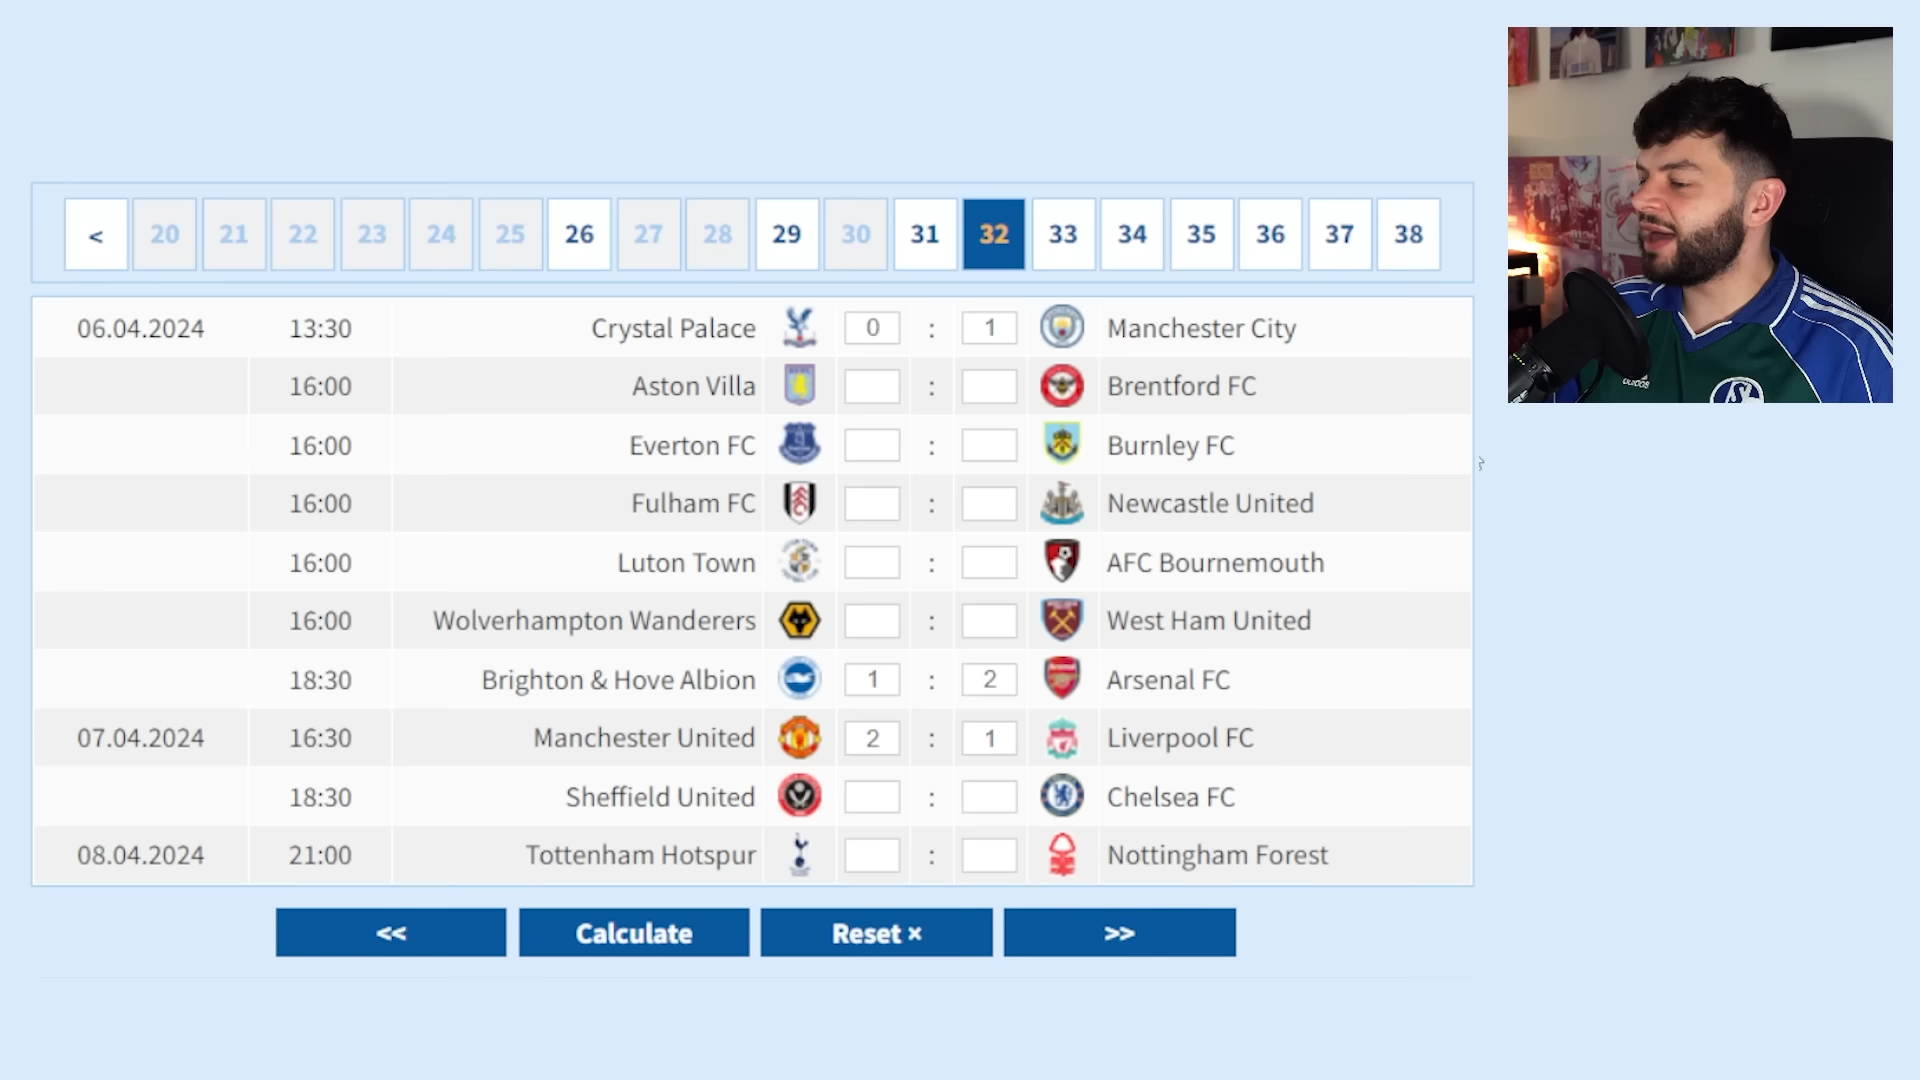 < 20 21 22 23 24 25 26 27 28 29 30 31 32 33 34 35 36 37 38
06.04.2024 13:30 Crystal Palace 0 : 1 Manchester City
16:00 Aston Villa : Brentford FC
16:00 Everton FC : Burnley FC
16:00 Fulham FC : Newcastle United
16:00 Luton Town : AFC Bournemouth
16:00 Wolverhampton Wanderers : West Ham United
18:30 Brighton & Hove Albion 1 : 2 Arsenal FC
07.04.2024 16:30 Manchester United 2 : 1 Liverpool FC
18:30 Sheffield United : Chelsea FC
08.04.2024 21:00 Tottenham Hotspur : Nottingham Forest
<< Calculate Reset × >>
adidas